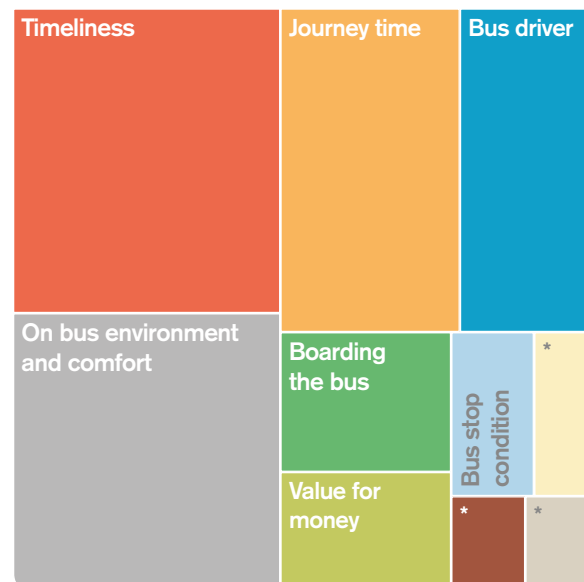 Timeliness
Journey time
Bus driver
On bus environment
and comfort
Boarding
the bus
Bus stop
condition
*
Value for
money
*
*